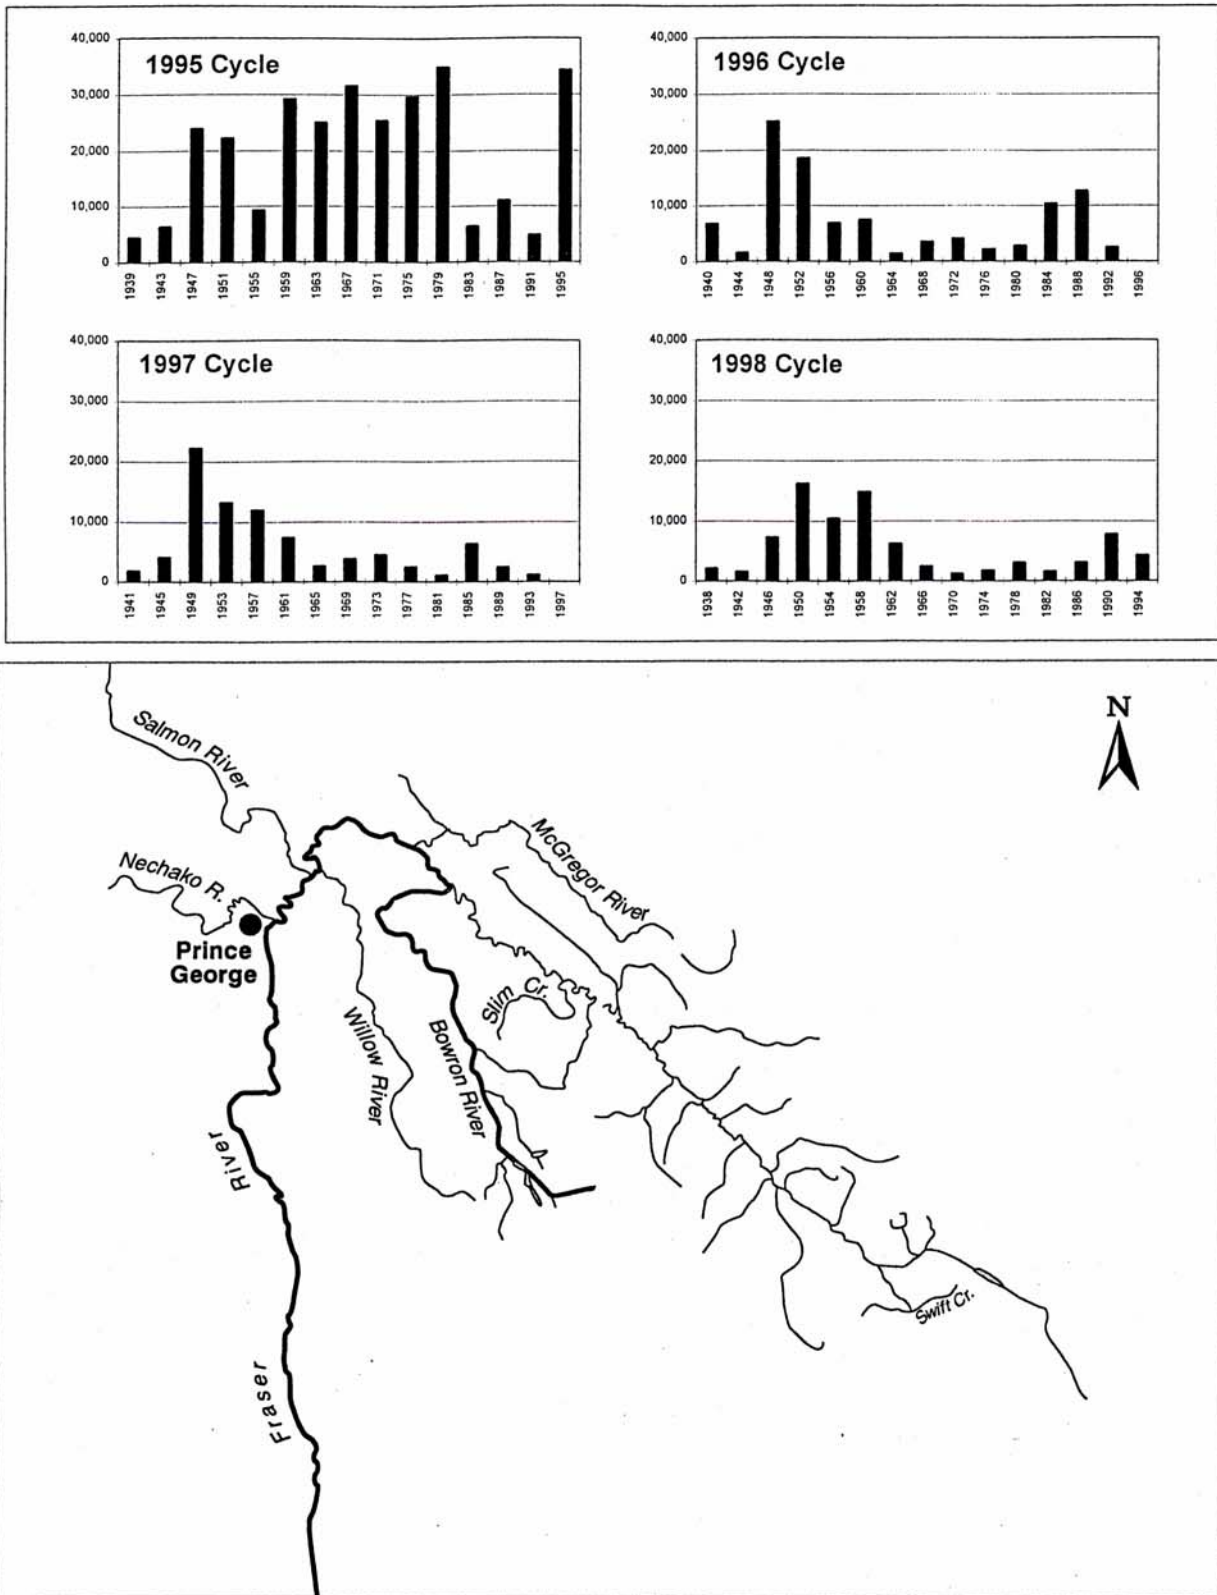 1995 Cycle
40,000
30,000
20,000
10,000
0
1939 1943 1947 1951 1955 1959 1963 1967 1971 1975 1979 1983 1987 1991 1995
1996 Cycle
40,000
30,000
20,000
10,000
0
1940 1944 1948 1952 1956 1960 1964 1968 1972 1976 1980 1984 1988 1992 1996
1997 Cycle
40,000
30,000
20,000
10,000
0
1941 1945 1949 1953 1957 1961 1965 1969 1973 1977 1981 1985 1989 1993 1997
1998 Cycle
40,000
30,000
20,000
10,000
0
1938 1942 1946 1950 1954 1958 1962 1966 1970 1974 1978 1982 1986 1990 1994
N
Salmon River
McGregor River
Nechako R.
Prince
George
Slim Cr.
Willow River
Bowron River
River
Swift Cr.
Fraser